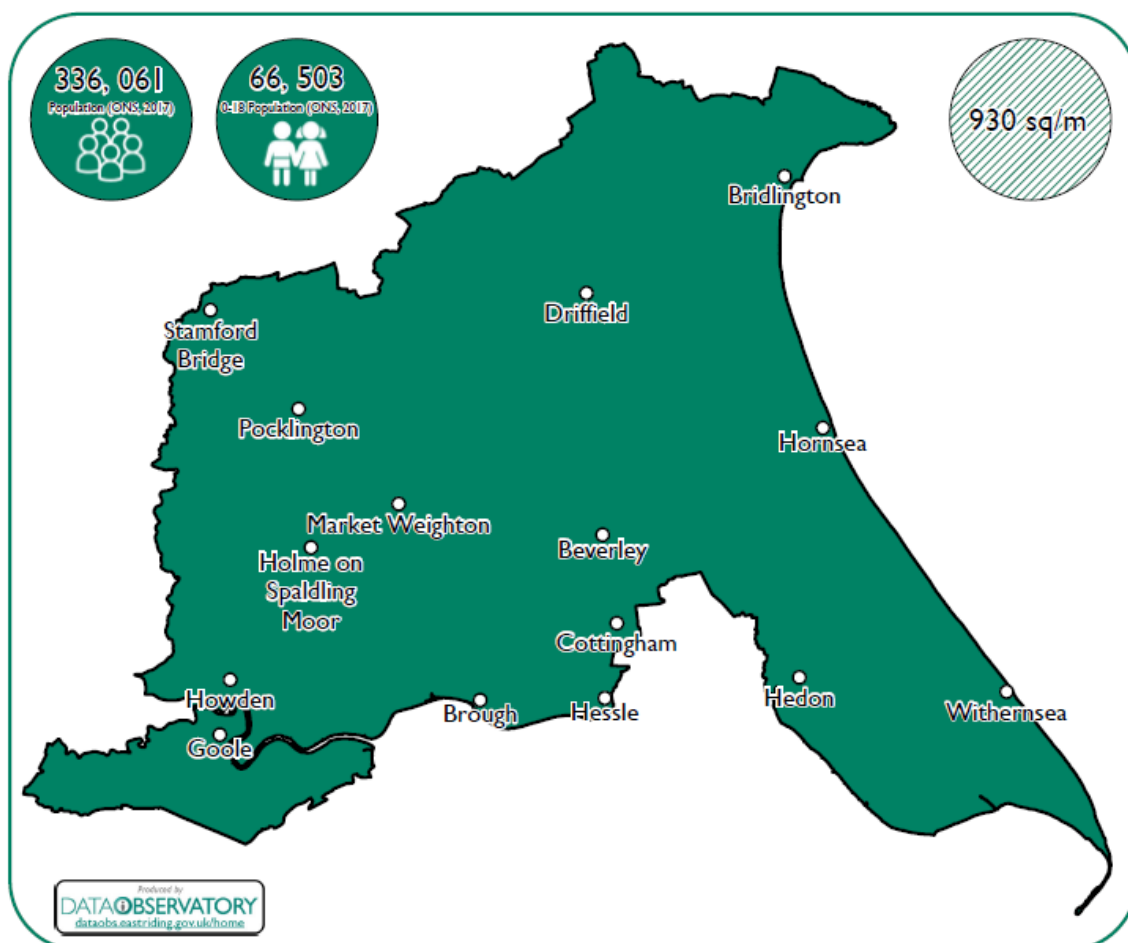 336, 061
Population (ONS, 2017)
66, 503
0-18 Population (ONS, 2017)
930 sq/m
Bridlington
Driffield
Stamford
Bridge
Pocklington
Hornsea
Market Weighton
Beverley
Holme on
Spaldling
Moor
Cottingham
Howden
Brough
Hessle
Hedon
Withernsea
Goole
Produced by
DATAOBSERVATORY
dataobs.eastriding.gov.uk/home